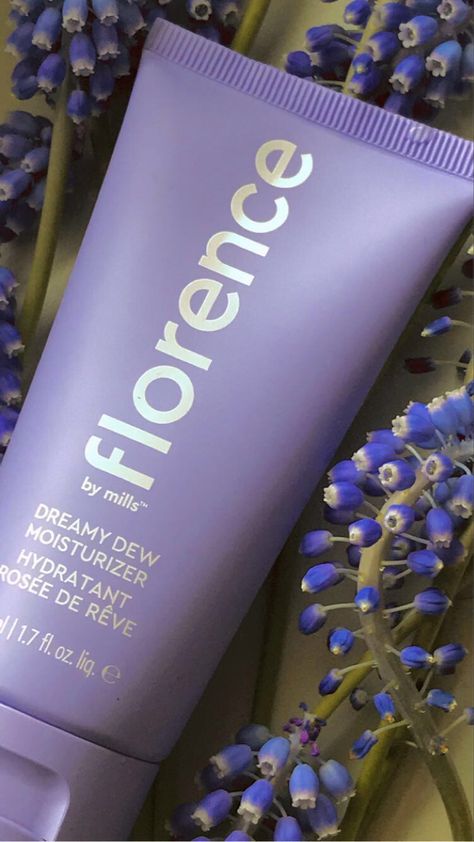 florence
by mills™
DREAMY DEW
MOISTURIZER
HYDRATANT
ROSÉE DE RÊVE
1.7 fl. oz. liq. ℮